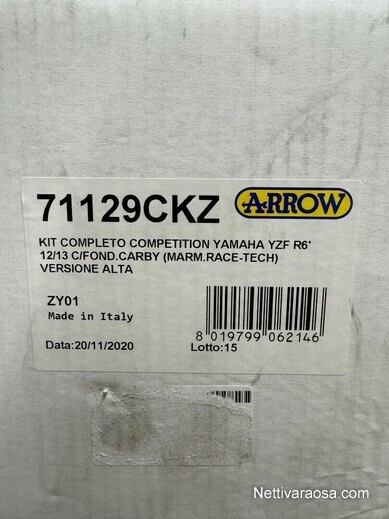 71129CKZ ARROW
KIT COMPLETO COMPETITION YAMAHA YZF R6'
12/13 C/FOND.CARBY (MARM.RACE-TECH)
VERSIONE ALTA
ZY01
Made in Italy
8 019799 062146
Data:20/11/2020 Lotto:15
Nettivaraosa.com